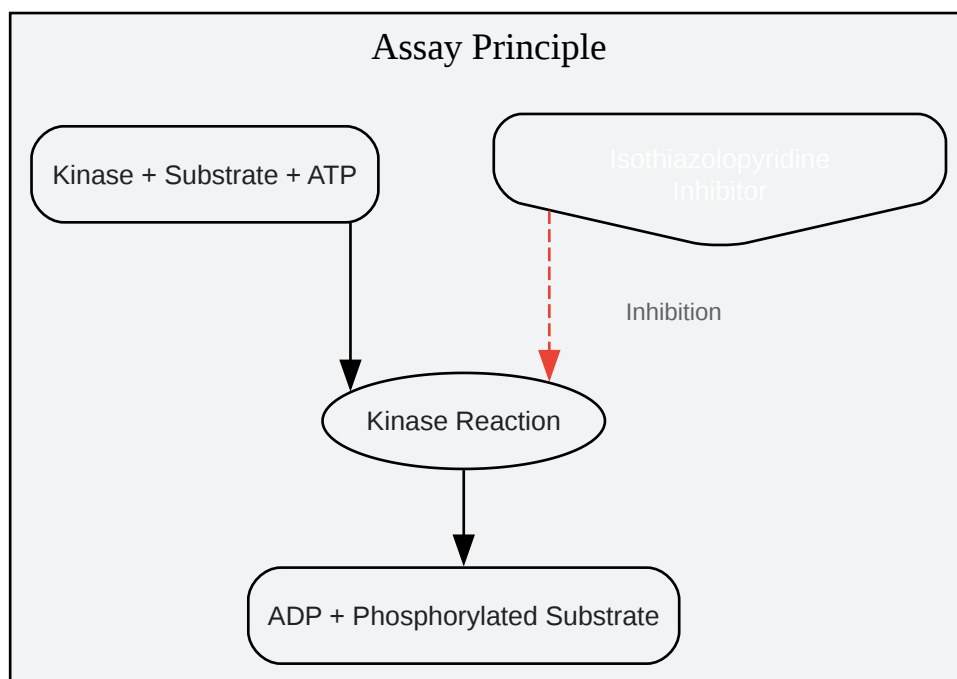 Assay Principle
Kinase + Substrate + ATP
Isothiazolopyridine
Inhibitor
Inhibition
Kinase Reaction
ADP + Phosphorylated Substrate